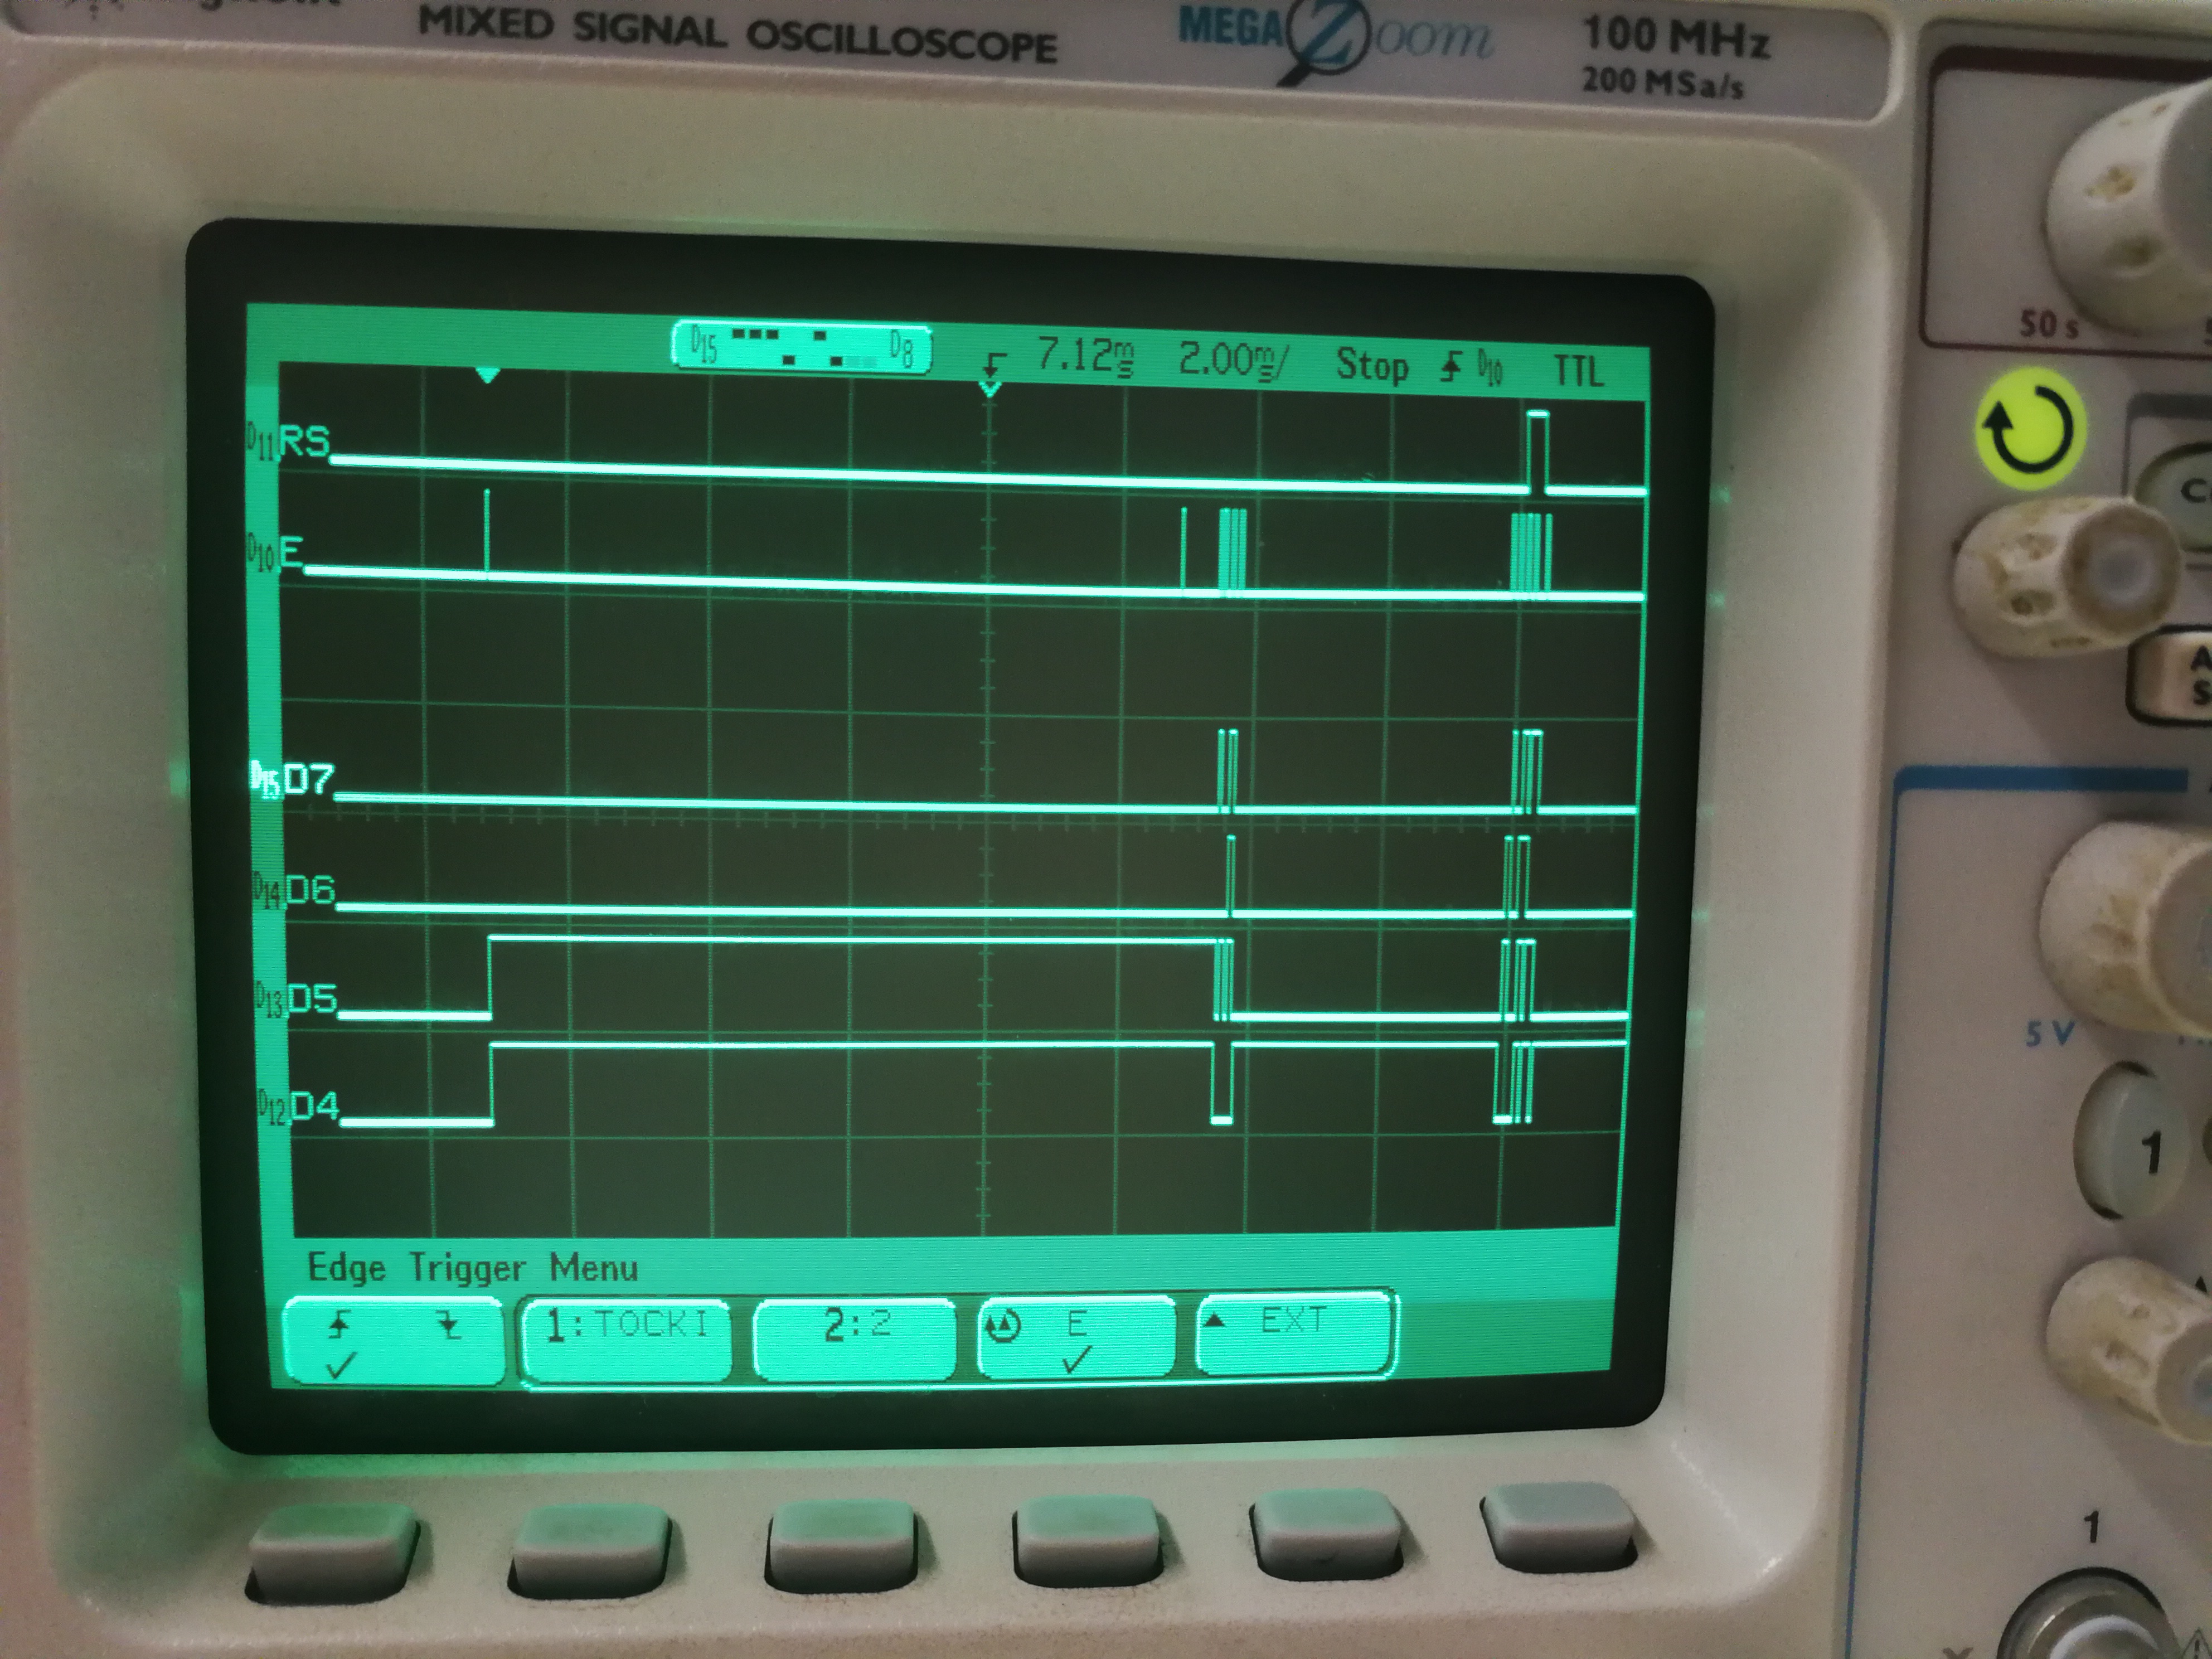 MIXED SIGNAL OSCILLOSCOPE MEGA Zoom 100 MHz
200 MSa/s
D15 D8 7.12ms 2.00ms/ Stop D10 TTL
D11 RS
D10 E
D15 D7
D14 D6
D13 D5
D12 D4
Edge Trigger Menu
1:TOCKI 2:2 E EXT
50 s
5 V
1
1